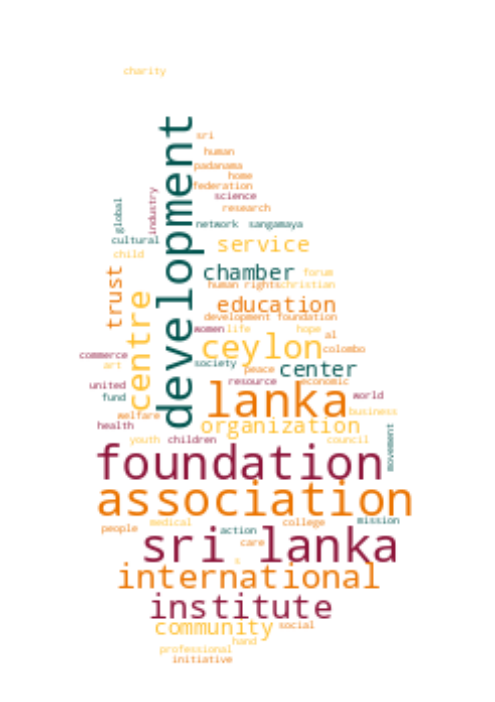 charity
development
sri
human
padanama
home
federation
science
research
global
industry
network sangamaya
cultural
service
child
chamber forum
trust
human rights christian
centre
education
development foundation
women life hope al
ceylon colombo
commerce
art
society peace center
united
resource economic
fund
lanka world
welfare
business
health
organization
movement
youth children council
foundation
association
people medical action college mission
sri lanka
care
international
institute
community social
hand
professional
initiative